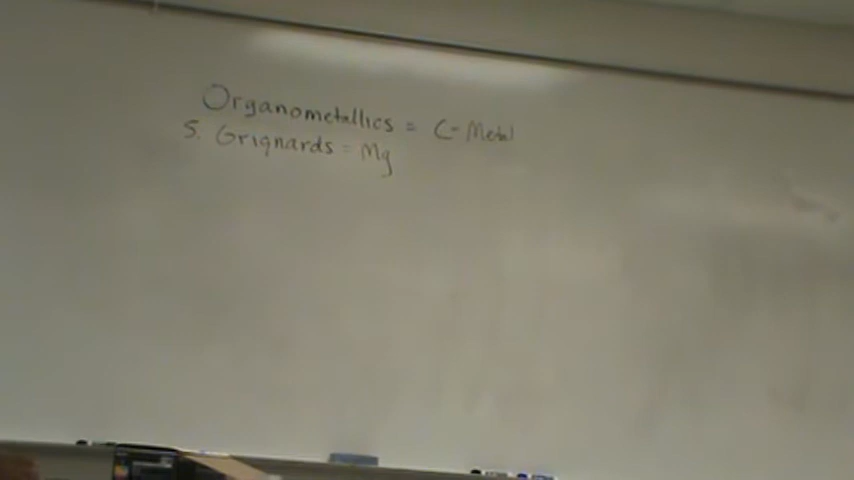 Organometallics = C-Metal
5. Grignards = Mg